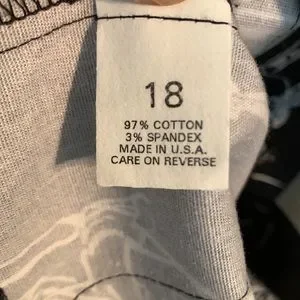 18
97% COTTON
3% SPANDEX
MADE IN U.S.A.
CARE ON REVERSE